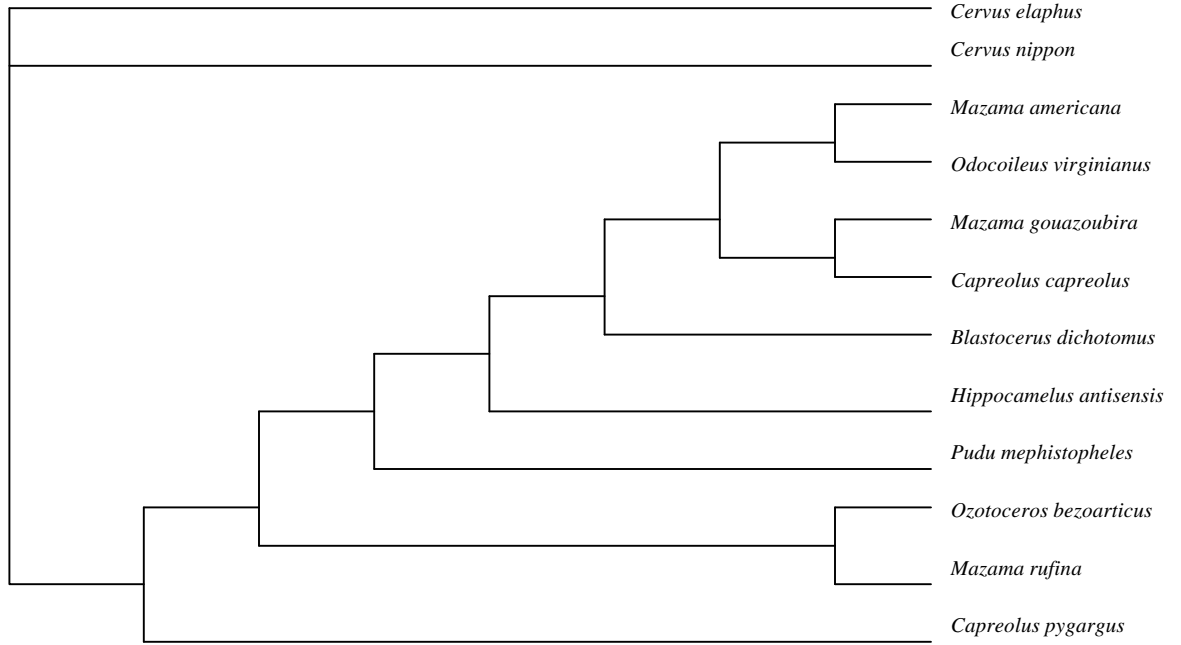 Cervus elaphus
Cervus nippon
Mazama americana
Odocoileus virginianus
Mazama gouazoubira
Capreolus capreolus
Blastocerus dichotomus
Hippocamelus antisensis
Pudu mephistopheles
Ozotoceros bezoarticus
Mazama rufina
Capreolus pygargus